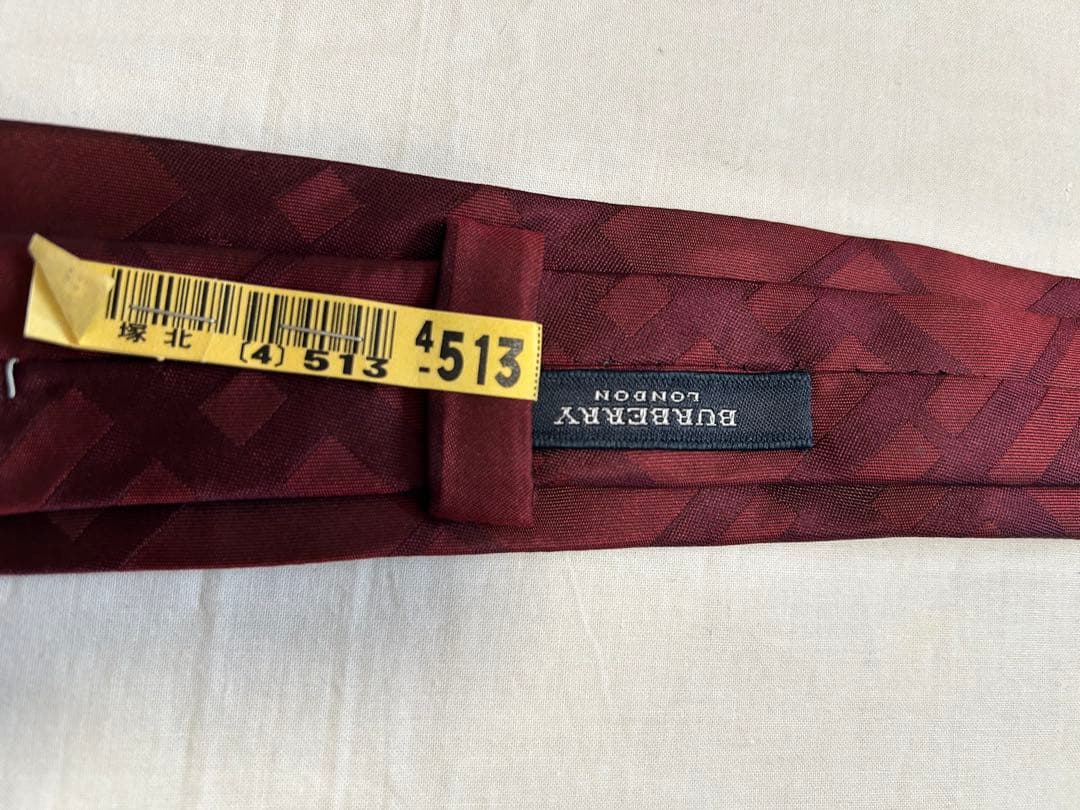 塚北
(4) 513
4-513
BURBERRY
LONDON